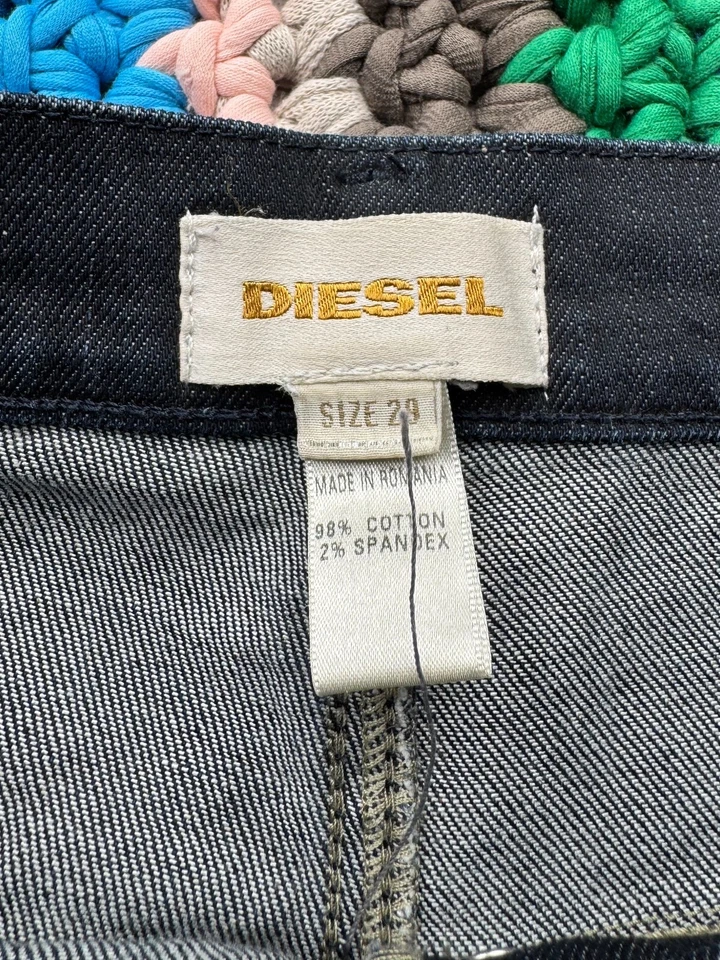 DIESEL
SIZE 29
MADE IN ROMANIA
98% COTTON
2% SPANDEX